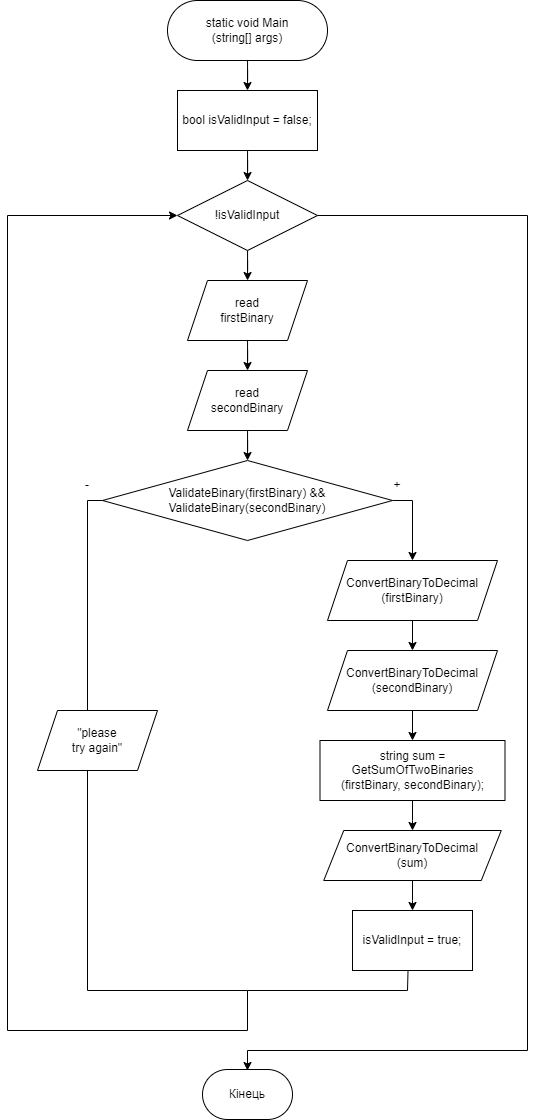 static void Main
(string[] args)
bool isValidInput = false;
!isValidInput
read
firstBinary
read
secondBinary
-
+
ValidateBinary(firstBinary) &&
ValidateBinary(secondBinary)
ConvertBinaryToDecimal
(firstBinary)
ConvertBinaryToDecimal
(secondBinary)
"please
try again"
string sum =
GetSumOfTwoBinaries
(firstBinary, secondBinary);
ConvertBinaryToDecimal
(sum)
isValidInput = true;
Кінець